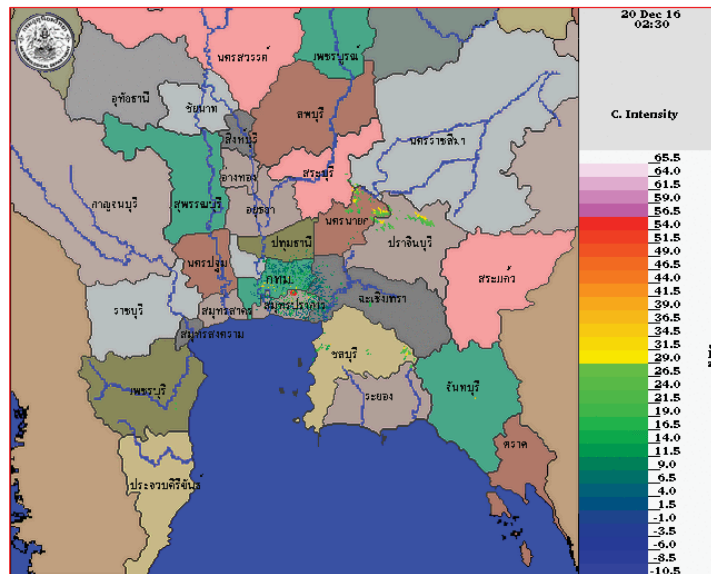 20 Dec 16
02:30
C. Intensity
นครสวรรค์
เพชรบูรณ์
อุทัยธานี
ชัยนาท
ลพบุรี
สิงห์บุรี
นครราชสีมา
สระบุรี
อ่างทอง
กาญจนบุรี
สุพรรณบุรี
อยุธยา
นครนายก
ปราจีนบุรี
ปทุมธานี
นครปฐม
สระแก้ว
กทม.
ฉะเชิงเทรา
ราชบุรี
สมุทรสาคร
สมุทรปราการ
สมุทรสงคราม
ชลบุรี
เพชรบุรี
ระยอง
จันทบุรี
ตราด
ประจวบคีรีขันธ์
65.5
64.0
61.5
59.0
56.5
54.0
51.5
49.0
46.5
44.0
41.5
39.0
36.5
34.5
31.5
29.0
26.5
24.0
21.5
19.0
16.5
14.0
11.5
9.0
6.5
4.0
1.5
-1.0
-3.5
-6.0
-8.0
-10.5